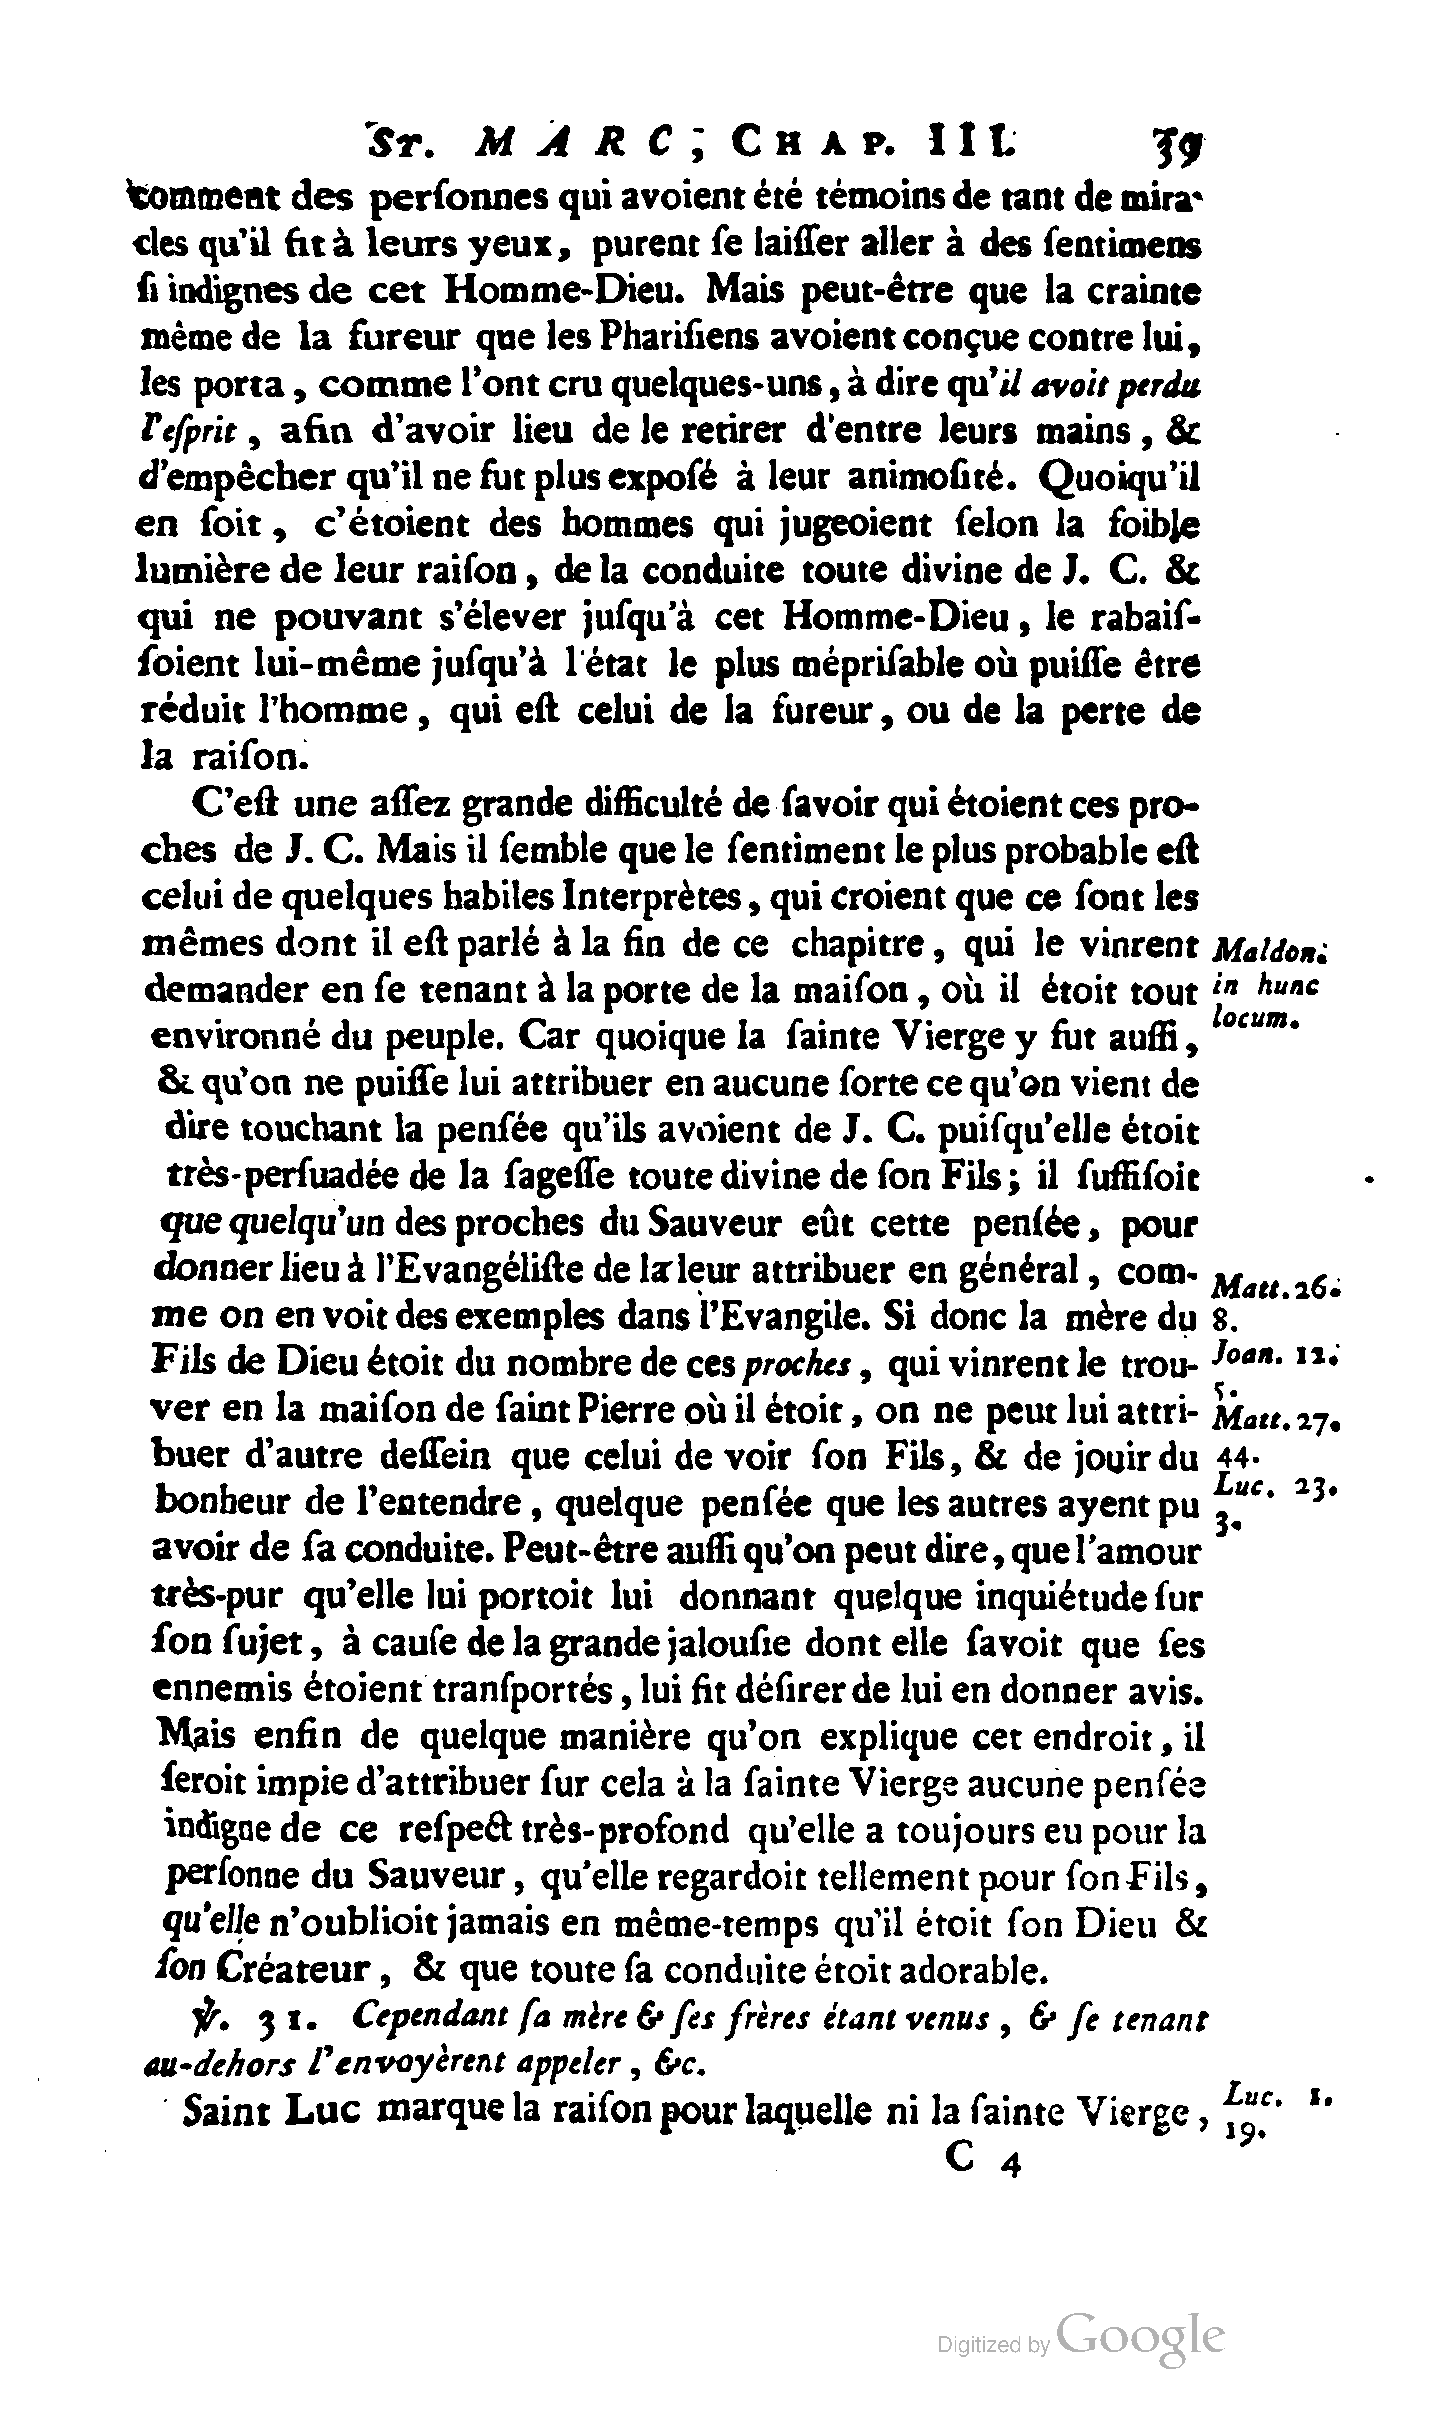 St. MARC, CHAP. III. 39
comment des perſonnes qui avoient été témoins de tant de mira-
cles qu'il fit à leurs yeux, purent ſe laiſſer aller à des ſentimens
ſi indignes de cet Homme-Dieu. Mais peut-être que la crainte
même de la fureur que les Phariſiens avoient conçue contre lui,
les porta, comme l'ont cru quelques-uns, à dire qu'il avoit perdu
l'eſprit, afin d'avoir lieu de le retirer d'entre leurs mains, &
d'empêcher qu'il ne fut plus expoſé à leur animoſité. Quoiqu'il
en ſoit, c'étoient des hommes qui jugeoient ſelon la foible
lumière de leur raiſon, de la conduite toute divine de J. C. &
qui ne pouvant s'élever juſqu'à cet Homme-Dieu, le rabaiſ-
ſoient lui-même juſqu'à l'état le plus mépriſable où puiſſe être
réduit l'homme, qui eſt celui de la fureur, ou de la perte de
la raiſon.
C'eſt une aſſez grande difficulté de ſavoir qui étoient ces pro-
ches de J. C. Mais il ſemble que le ſentiment le plus probable eſt
celui de quelques habiles Interprètes, qui croient que ce ſont les
mêmes dont il eſt parlé à la fin de ce chapitre, qui le vinrent
Maldon.
demander en ſe tenant à la porte de la maiſon, où il étoit tout
in hunc
environné du peuple. Car quoique la ſainte Vierge y fut auſſi,
locum.
& qu'on ne puiſſe lui attribuer en aucune ſorte ce qu'on vient de
dire touchant la penſée qu'ils avoient de J. C. puiſqu'elle étoit
très-perſuadée de la ſageſſe toute divine de ſon Fils; il ſuffiſoit
que quelqu'un des proches du Sauveur eût cette penſée, pour
donner lieu à l'Evangéliſte de la leur attribuer en général, com-
Matt. 26.
me on en voit des exemples dans l'Evangile. Si donc la mère du
8.
Fils de Dieu étoit du nombre de ces proches, qui vinrent le trou-
Joan. 12.
5.
ver en la maiſon de ſaint Pierre où il étoit, on ne peut lui attri-
Matt. 27.
buer d'autre deſſein que celui de voir ſon Fils, & de jouir du
44.
Luc. 23.
bonheur de l'entendre, quelque penſée que les autres ayent pu
3.
avoir de ſa conduite. Peut-être auſſi qu'on peut dire, que l'amour
très-pur qu'elle lui portoit lui donnant quelque inquiétude ſur
ſon ſujet, à cauſe de la grande jalouſie dont elle ſavoit que ſes
ennemis étoient tranſportés, lui fit déſirer de lui en donner avis.
Mais enfin de quelque manière qu'on explique cet endroit, il
ſeroit impie d'attribuer ſur cela à la ſainte Vierge aucune penſée
indigne de ce reſpect très-profond qu'elle a toujours eu pour la
perſonne du Sauveur, qu'elle regardoit tellement pour ſon Fils,
qu'elle n'oublioit jamais en même-temps qu'il étoit ſon Dieu &
ſon Créateur, & que toute ſa conduite étoit adorable.
℣. 31. Cependant ſa mère & ſes frères étant venus, & ſe tenant
au-dehors l'envoyèrent appeler, &c.
Saint Luc marque la raiſon pour laquelle ni la ſainte Vierge,
Luc. 1.
19.
C 4
Digitized by Google